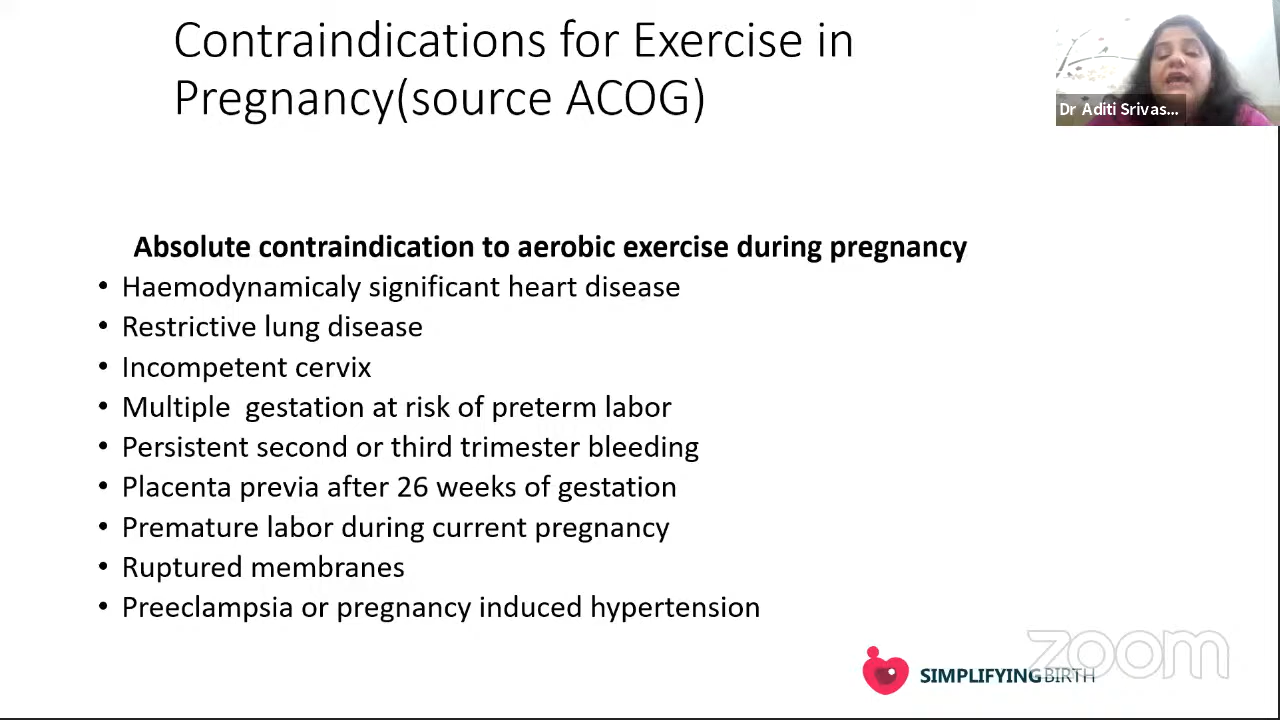 Contraindications for Exercise in
Pregnancy(source ACOG)
Dr Aditi Srivas...
Absolute contraindication to aerobic exercise during pregnancy
• Haemodynamicaly significant heart disease
• Restrictive lung disease
• Incompetent cervix
• Multiple gestation at risk of preterm labor
• Persistent second or third trimester bleeding
• Placenta previa after 26 weeks of gestation
• Premature labor during current pregnancy
• Ruptured membranes
• Preeclampsia or pregnancy induced hypertension
zoom
SIMPLIFYINGBIRTH